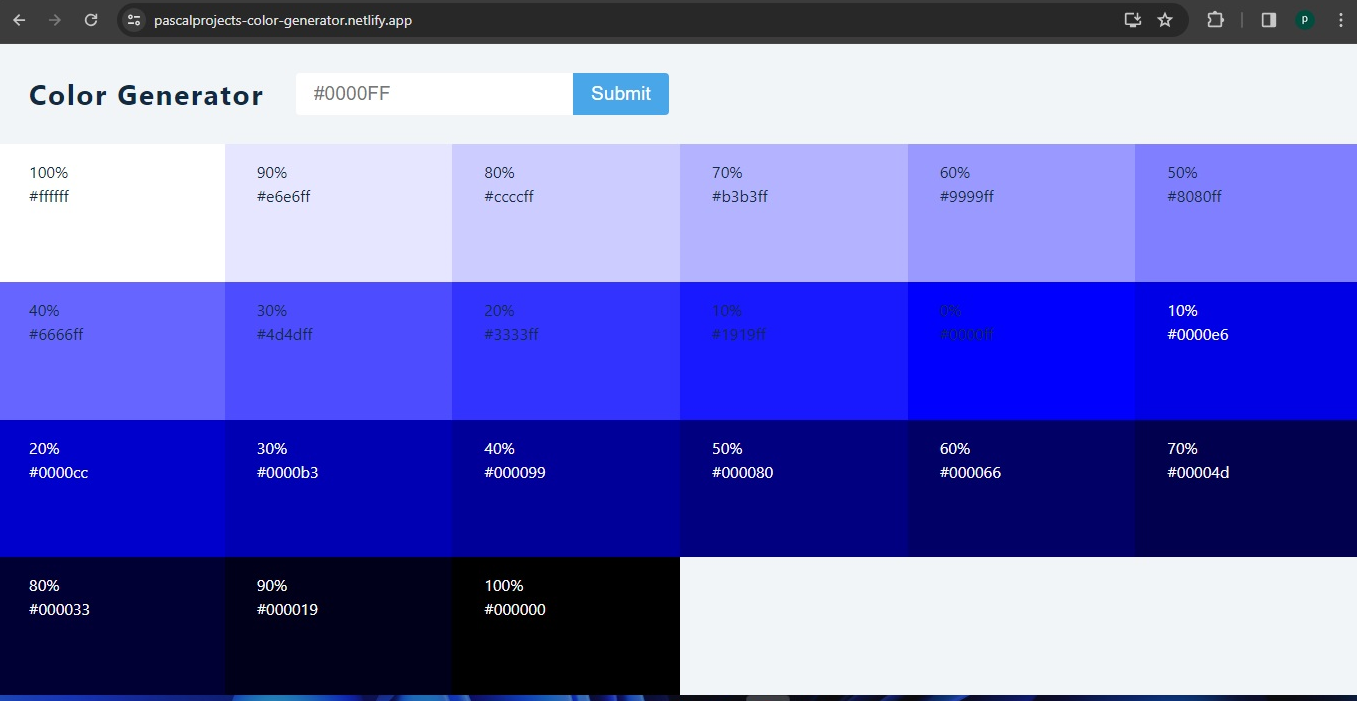 pascalprojects-color-generator.netlify.app
P
Color Generator
#0000FF
Submit
100%
#ffffff
90%
#e6e6ff
80%
#ccccff
70%
#b3b3ff
60%
#9999ff
50%
#8080ff
40%
#6666ff
30%
#4d4dff
20%
#3333ff
10%
#1919ff
0%
#0000ff
10%
#0000e6
20%
#0000cc
30%
#0000b3
40%
#000099
50%
#000080
60%
#000066
70%
#00004d
80%
#000033
90%
#000019
100%
#000000